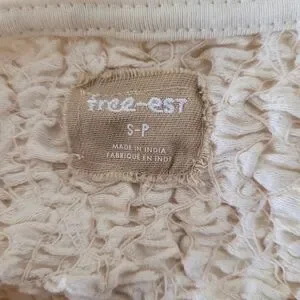 free-est
S-P
MADE IN INDIA
FABRIQUÉ EN INDE